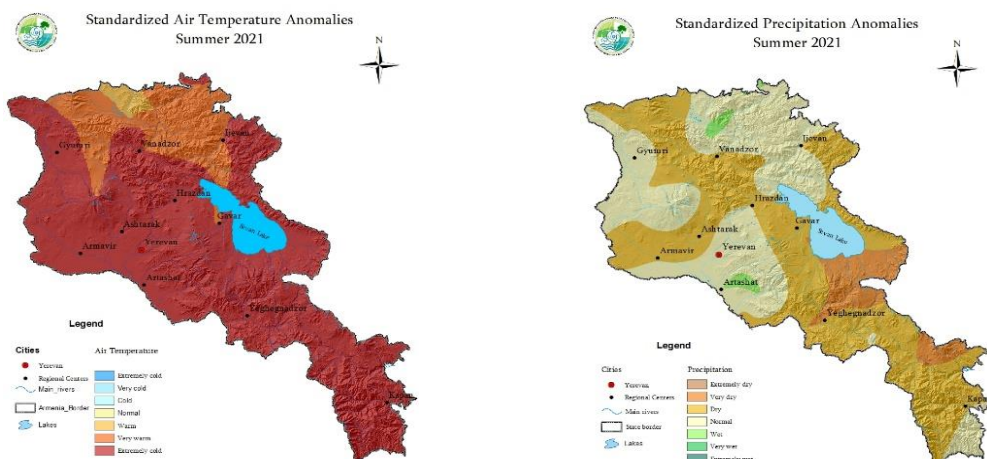 Standardized Air Temperature Anomalies
Summer 2021
N
Gyumri
Vanadzor
Ijevan
Hrazdan
Gavar
Sevan Lake
Ashtarak
Armavir
Yerevan
Artashat
Yeghegnadzor
Kapan
Legend
Cities
Yerevan
Regional Centers
Main_rivers
Armenia_Border
Lakes
Air Temperature
Extremely cold
Very cold
Cold
Normal
Warm
Very warm
Extremely cold
Standardized Precipitation Anomalies
Summer 2021
N
Gyumri
Vanadzor
Ijevan
Hrazdan
Gavar
Sevan Lake
Ashtarak
Armavir
Yerevan
Artashat
Yeghegnadzor
Kapan
Legend
Cities
Yerevan
Regional Centers
Main rivers
State border
Lakes
Precipitation
Extremely dry
Very dry
Dry
Normal
Wet
Very wet